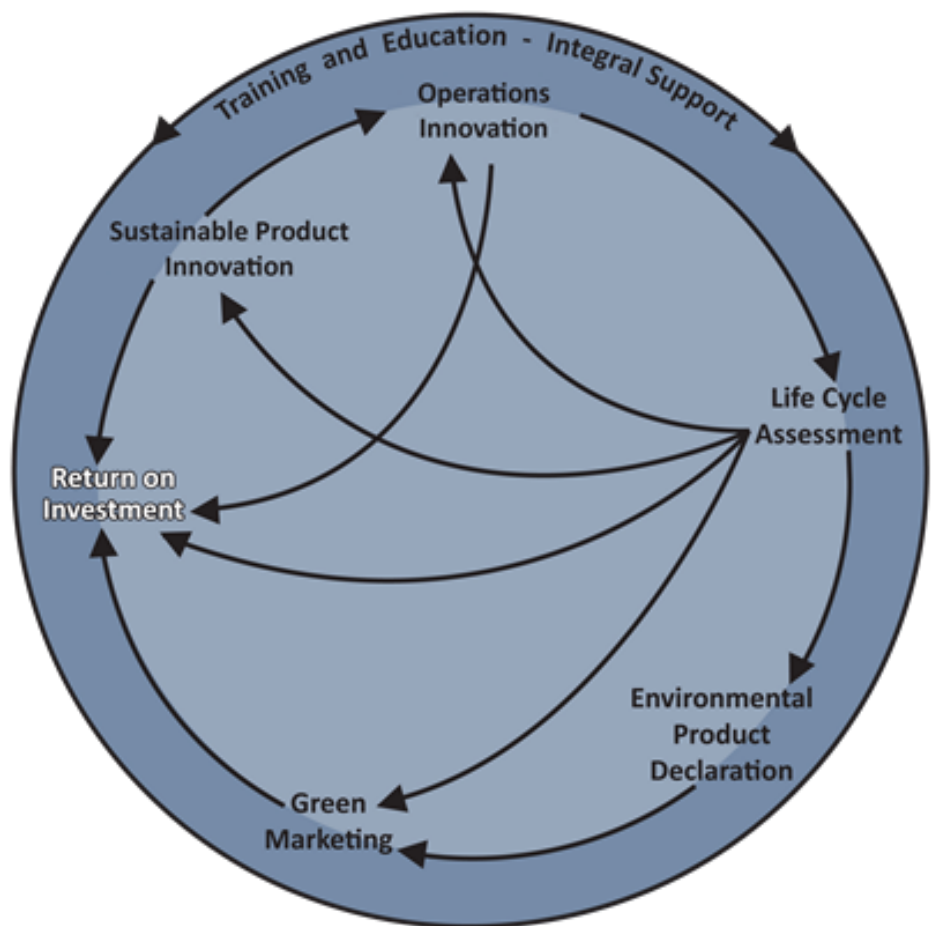 Training and Education - Integral Support
Operations
Innovation
Sustainable Product
Innovation
Life Cycle
Assessment
Return on
Investment
Environmental
Product
Declaration
Green
Marketing